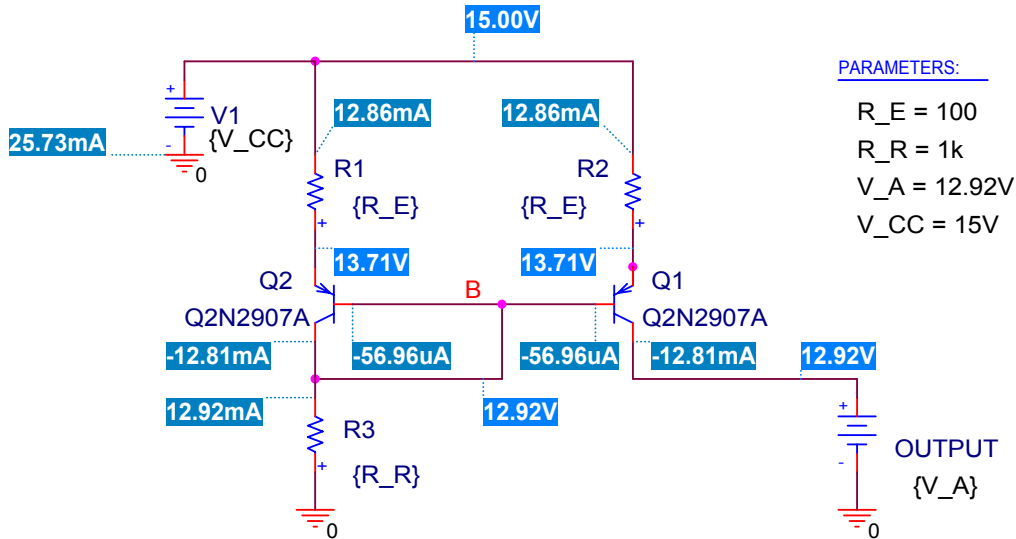 15.00V
PARAMETERS:
+
V1
-
{V_CC}
0
25.73mA
12.86mA
12.86mA
R_E = 100
R_R = 1k
V_A = 12.92V
V_CC = 15V
R1
{R_E}
+
R2
{R_E}
+
13.71V
13.71V
Q2
Q2N2907A
B
Q1
Q2N2907A
-12.81mA
-56.96uA
-56.96uA
-12.81mA
12.92V
12.92mA
12.92V
R3
{R_R}
+
0
+
-
OUTPUT
{V_A}
0